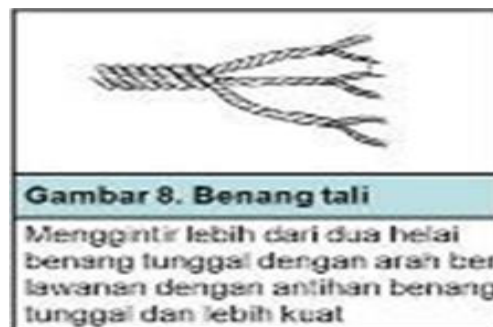 Gambar 8. Benang tali
Menggintir lebih dari dua helai
benang tunggal dengan arah ber
lawanan dengan antihan benang
tunggal dan lebih kuat